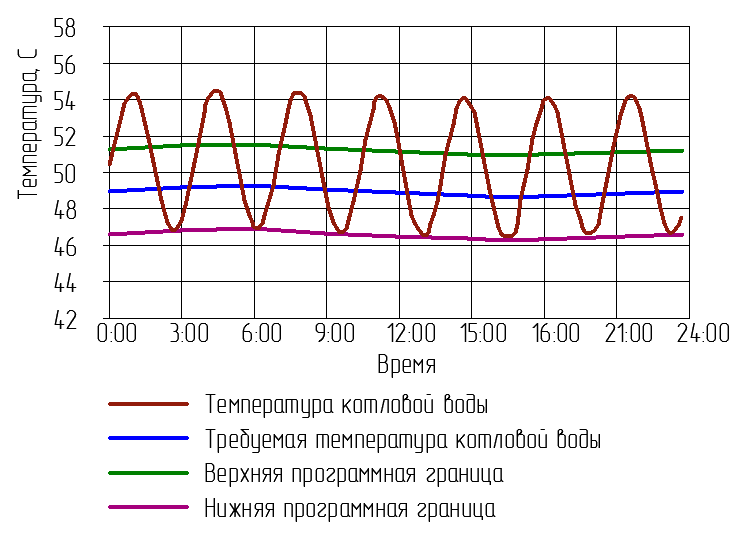 Температура, С
58
56
54
52
50
48
46
44
42
0:00 3:00 6:00 9:00 12:00 15:00 16:00 21:00 24:00
Время
Температура котловой воды
Требуемая температура котловой воды
Верхняя программная граница
Нижняя программная граница